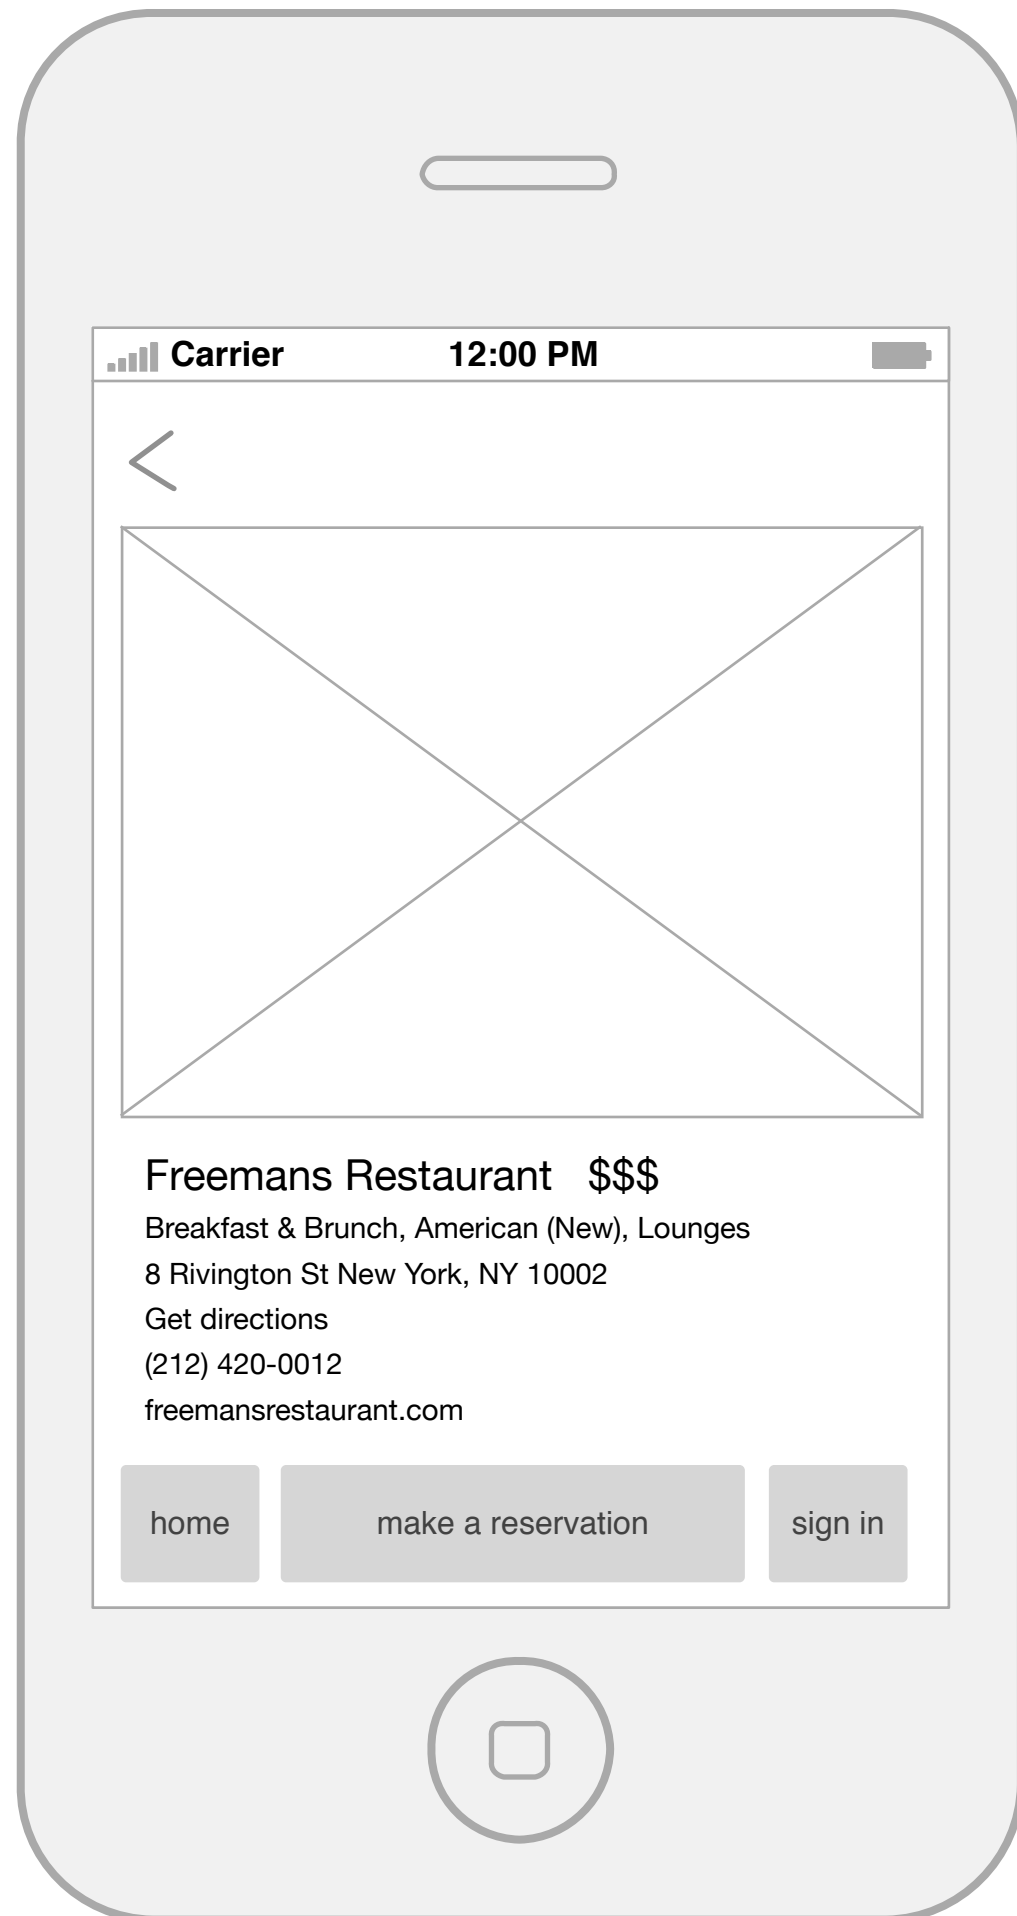 Carrier 12:00 PM
Freemans Restaurant $$$
Breakfast & Brunch, American (New), Lounges
8 Rivington St New York, NY 10002
Get directions
(212) 420-0012
freemansrestaurant.com
home make a reservation sign in